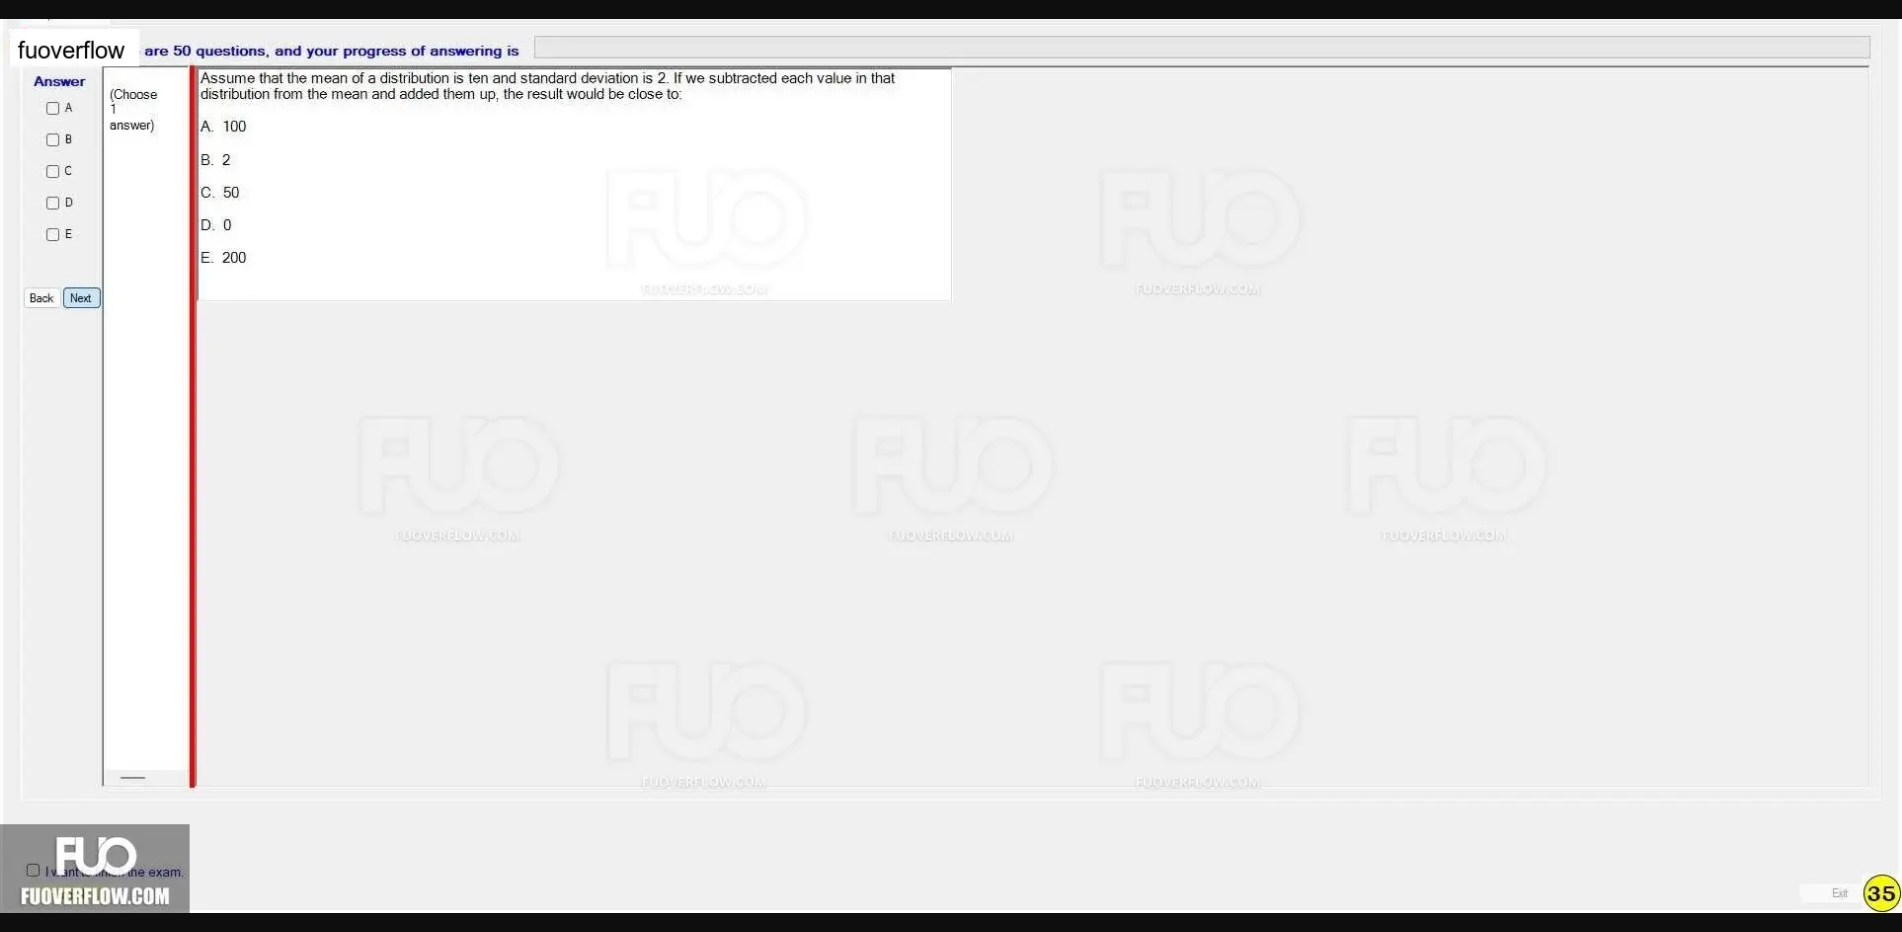 fuoverflow are 50 questions, and your progress of answering is
Answer
A
B
C
D
E
Back Next
(Choose
1
answer)
Assume that the mean of a distribution is ten and standard deviation is 2. If we subtracted each value in that
distribution from the mean and added them up, the result would be close to:
A. 100
B. 2
C. 50
D. 0
E. 200
FUO
FUOVERFLOW.COM
FUO
FUOVERFLOW.COM
FUO
FUOVERFLOW.COM
FUO
FUOVERFLOW.COM
FUO
FUOVERFLOW.COM
FUO
FUOVERFLOW.COM
FUO
FUOVERFLOW.COM
FUO
I want to finish the exam.
FUOVERFLOW.COM
Exit 35